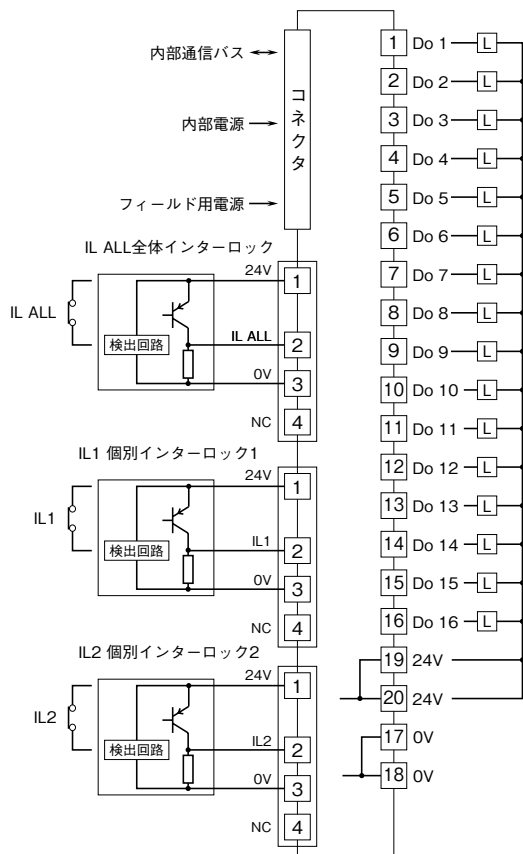 内部通信バス
内部電源
フィールド用電源
コネクタ
IL ALL全体インターロック
24V
1
IL ALL
検出回路
IL ALL
2
0V
3
NC
4
IL1 個別インターロック1
24V
1
IL1
検出回路
IL1
2
0V
3
NC
4
IL2 個別インターロック2
24V
1
IL2
検出回路
IL2
2
0V
3
NC
4
1 Do 1 L
2 Do 2 L
3 Do 3 L
4 Do 4 L
5 Do 5 L
6 Do 6 L
7 Do 7 L
8 Do 8 L
9 Do 9 L
10 Do 10 L
11 Do 11 L
12 Do 12 L
13 Do 13 L
14 Do 14 L
15 Do 15 L
16 Do 16 L
19 24V
20 24V
17 0V
18 0V